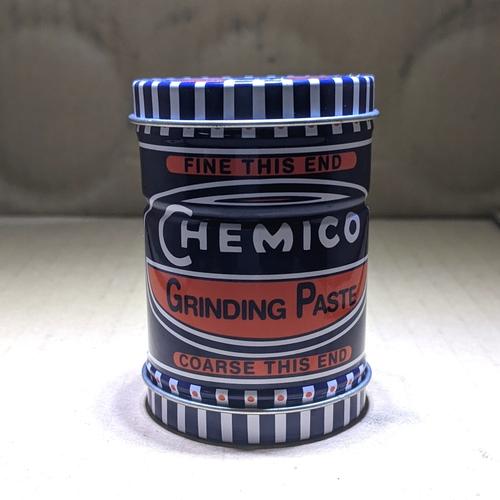 FINE THIS END
CHEMICO
GRINDING PASTE
COARSE THIS END